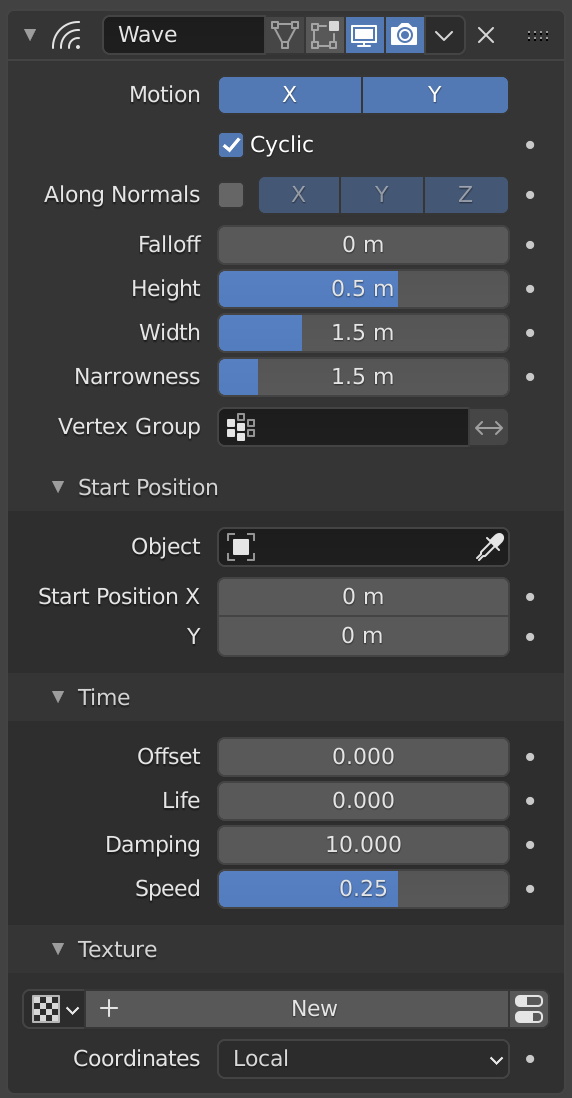 Wave
Motion X Y
Cyclic
Along Normals X Y Z
Falloff 0 m
Height 0.5 m
Width 1.5 m
Narrowness 1.5 m
Vertex Group
Start Position
Object
Start Position X 0 m
Y 0 m
Time
Offset 0.000
Life 0.000
Damping 10.000
Speed 0.25
Texture
New
Coordinates Local